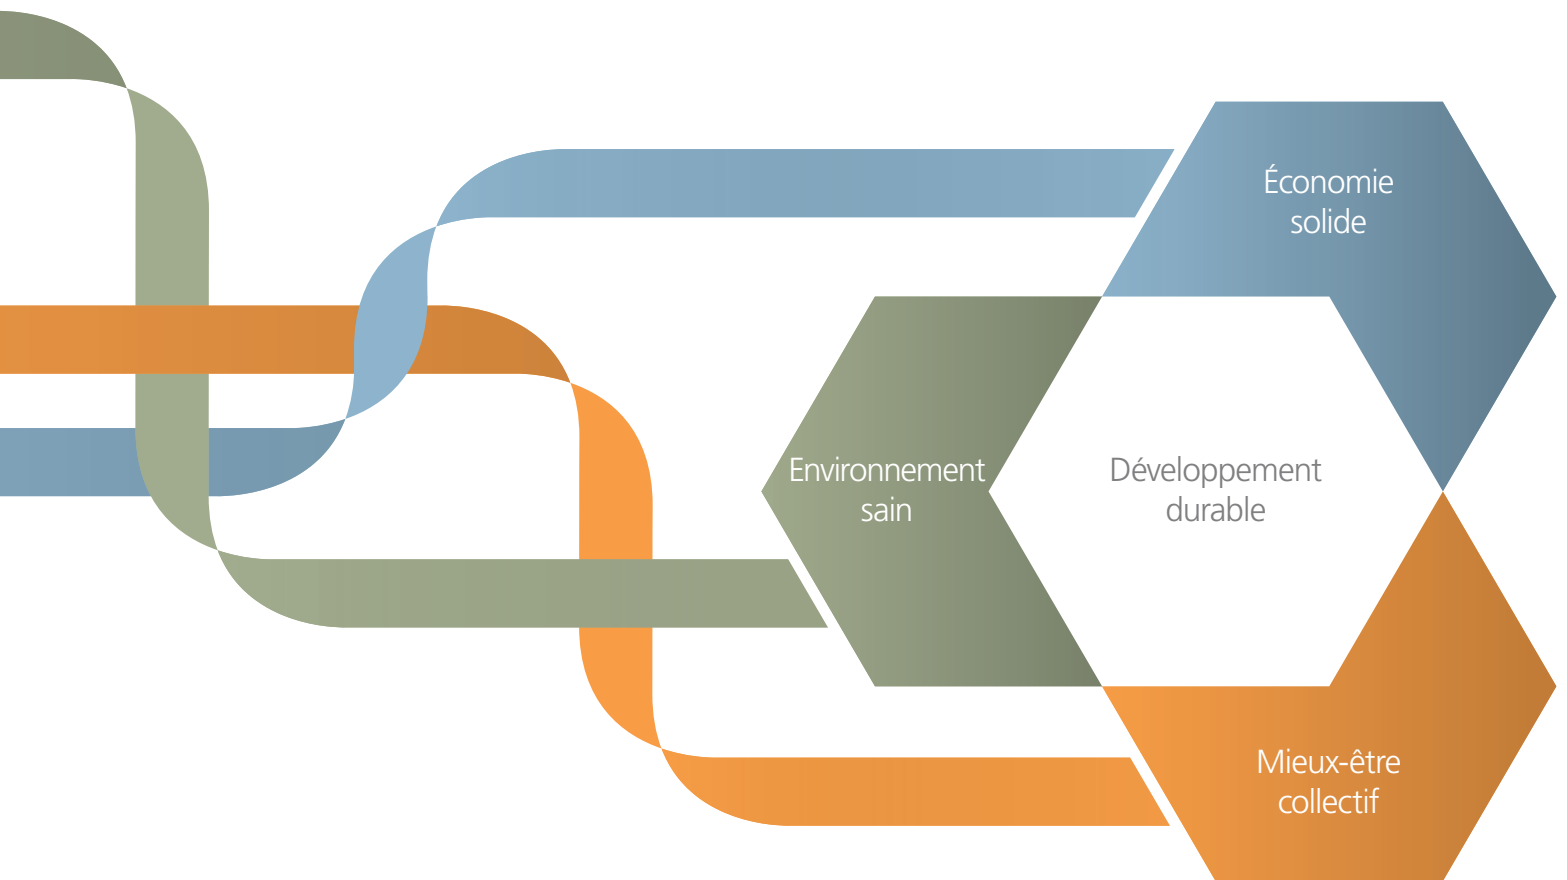 Économie
solide
Environnement
sain
Développement
durable
Mieux-être
collectif